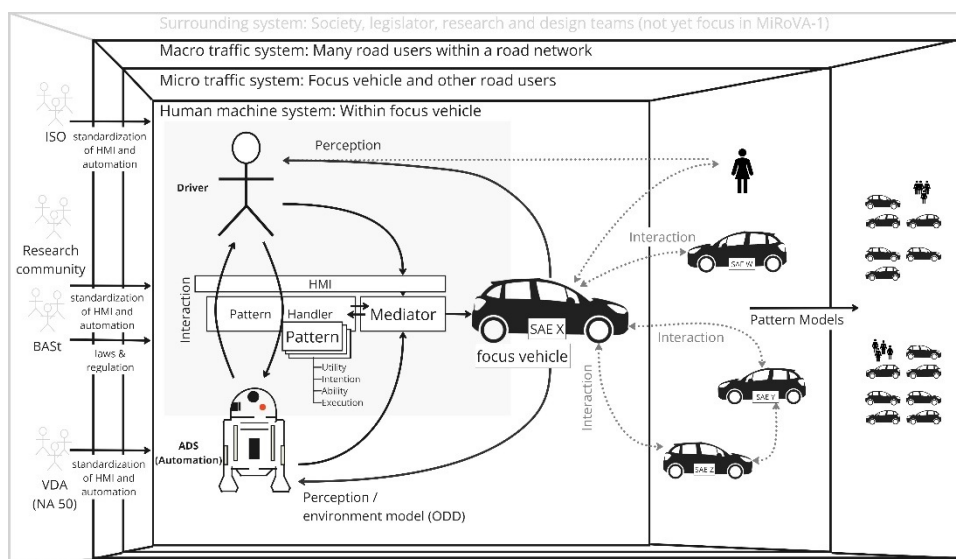 Surrounding system: Society, legislator, research and design teams (not yet focus in MiRoVA-1)
Macro traffic system: Many road users within a road network
Micro traffic system: Focus vehicle and other road users
Human machine system: Within focus vehicle
ISO
standardization
of HMI and
automation
Research
community
standardization
of HMI and
automation
BASt
laws &
regulation
VDA
(NA 50)
standardization
of HMI and
automation
Perception
Driver
Interaction
HMI
Pattern Handler
Mediator
Pattern
Utility
Intention
Ability
Execution
ADS
(Automation)
Perception /
environment model (ODD)
SAE X
focus vehicle
Interaction
SAE W
Interaction
SAE Y
Interaction
SAE Z
Pattern Models